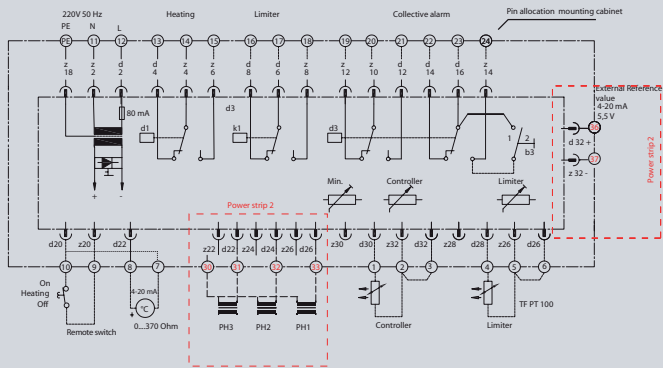 220V 50 Hz
Heating
Limiter
Collective alarm
Pin allocation mounting cabinet
PE N L
PE 11 12 13 14 15 16 17 18 19 20 21 22 23 24
z z d d z z d z d z z d d d z
18 2 2 4 4 6 8 8 6 12 10 12 14 16 14
External Reference
value
4-20 mA
5,5 V
80 mA
d3
d1
k1
d3
1 2
b3
36
d 32 +
37
z 32 -
Power strip 2
+ -
Min.
Controller
Limiter
Power strip 2
d20 z20 d22 z22 d22 z24 d24 z26 d26 z30 d30 z32 d32 z28 d28 z26 d26
10 9 8 7 30 31 32 33 1 2 3 4 5 6
On
Heating
Off
4-20 mA
°C
0...370 Ohm
Remote switch
PH3 PH2 PH1
Controller
TF PT 100
Limiter